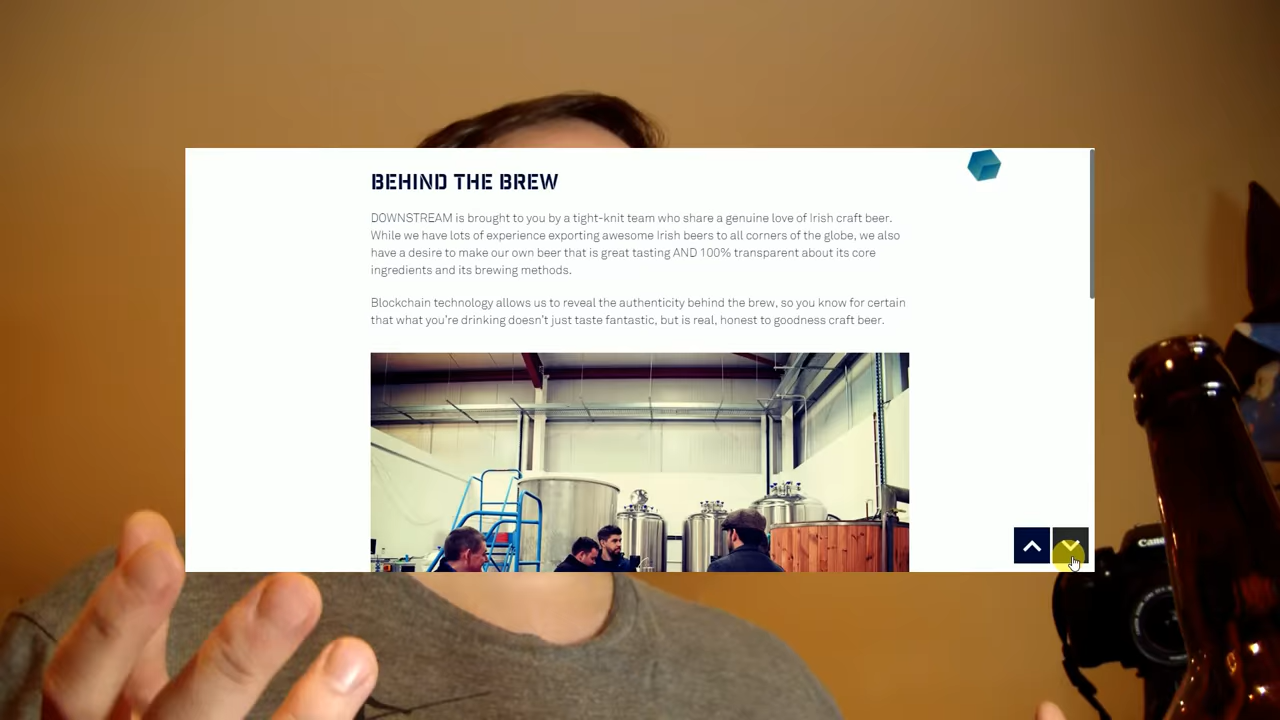 BEHIND THE BREW
DOWNSTREAM is brought to you by a tight-knit team who share a genuine love of Irish craft beer.
While we have lots of experience exporting awesome Irish beers to all corners of the globe, we also
have a desire to make our own beer that is great tasting AND 100% transparent about its core
ingredients and its brewing methods.
Blockchain technology allows us to reveal the authenticity behind the brew, so you know for certain
that what you're drinking doesn't just taste fantastic, but is real, honest to goodness craft beer.
Canon